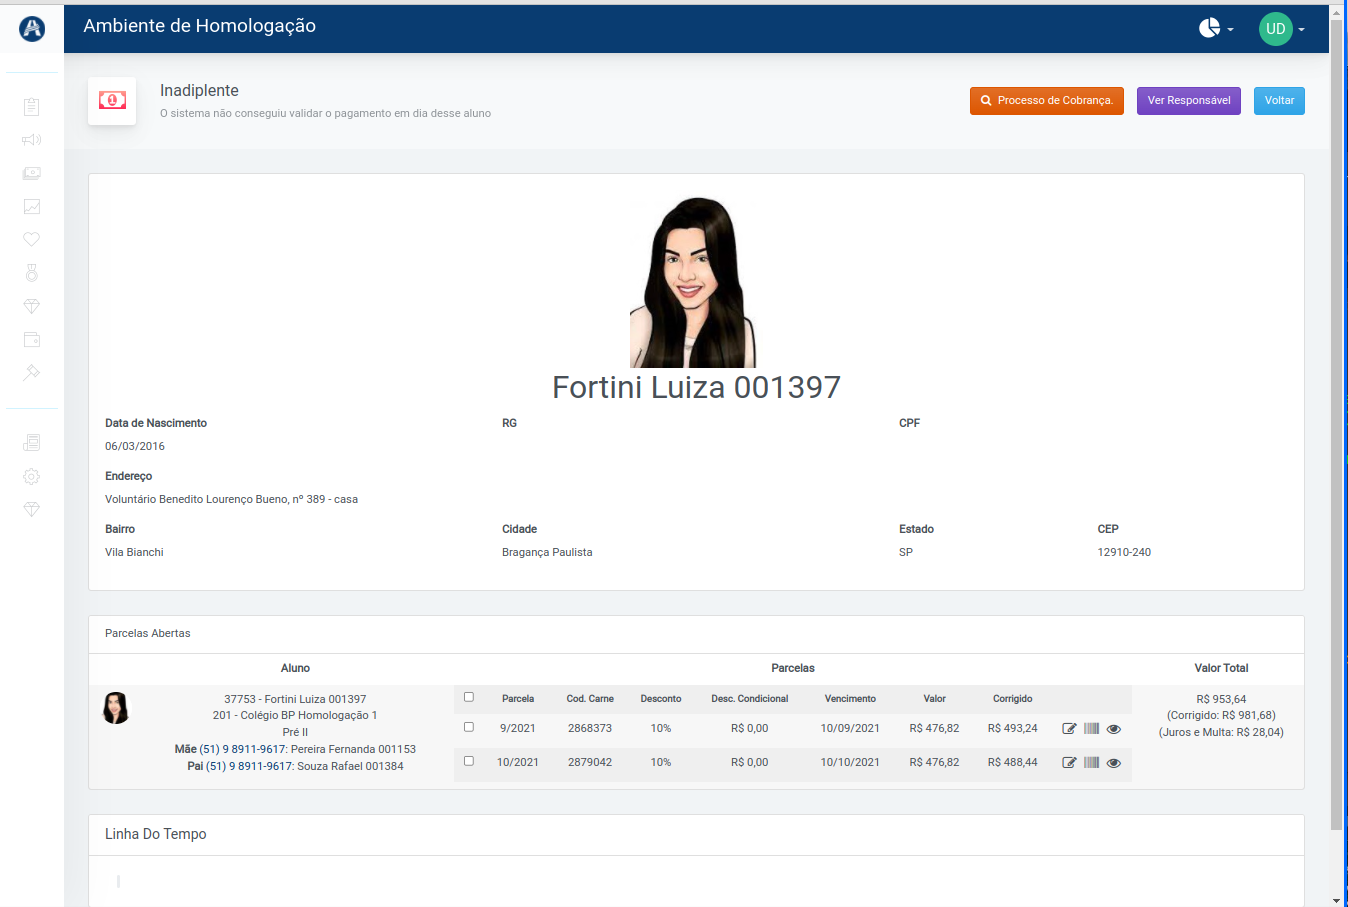 Ambiente de Homologação
UD
Inadiplente
O sistema não conseguiu validar o pagamento em dia desse aluno
Processo de Cobrança.
Ver Responsável
Voltar
Fortini Luiza 001397
Data de Nascimento RG CPF
06/03/2016
Endereço
Voluntário Benedito Lourenço Bueno, nº 389 - casa
Bairro Cidade Estado CEP
Vila Bianchi Bragança Paulista SP 12910-240
Parcelas Abertas
Aluno Parcelas Valor Total
37753 - Fortini Luiza 001397
201 - Colégio BP Homologação 1
Pré II
Mãe (51) 9 8911-9617: Pereira Fernanda 001153
Pai (51) 9 8911-9617: Souza Rafael 001384
Parcela Cod. Carne Desconto Desc. Condicional Vencimento Valor Corrigido
9/2021 2868373 10% R$ 0,00 10/09/2021 R$ 476,82 R$ 493,24
10/2021 2879042 10% R$ 0,00 10/10/2021 R$ 476,82 R$ 488,44
R$ 953,64
(Corrigido: R$ 981,68)
(Juros e Multa: R$ 28,04)
Linha Do Tempo